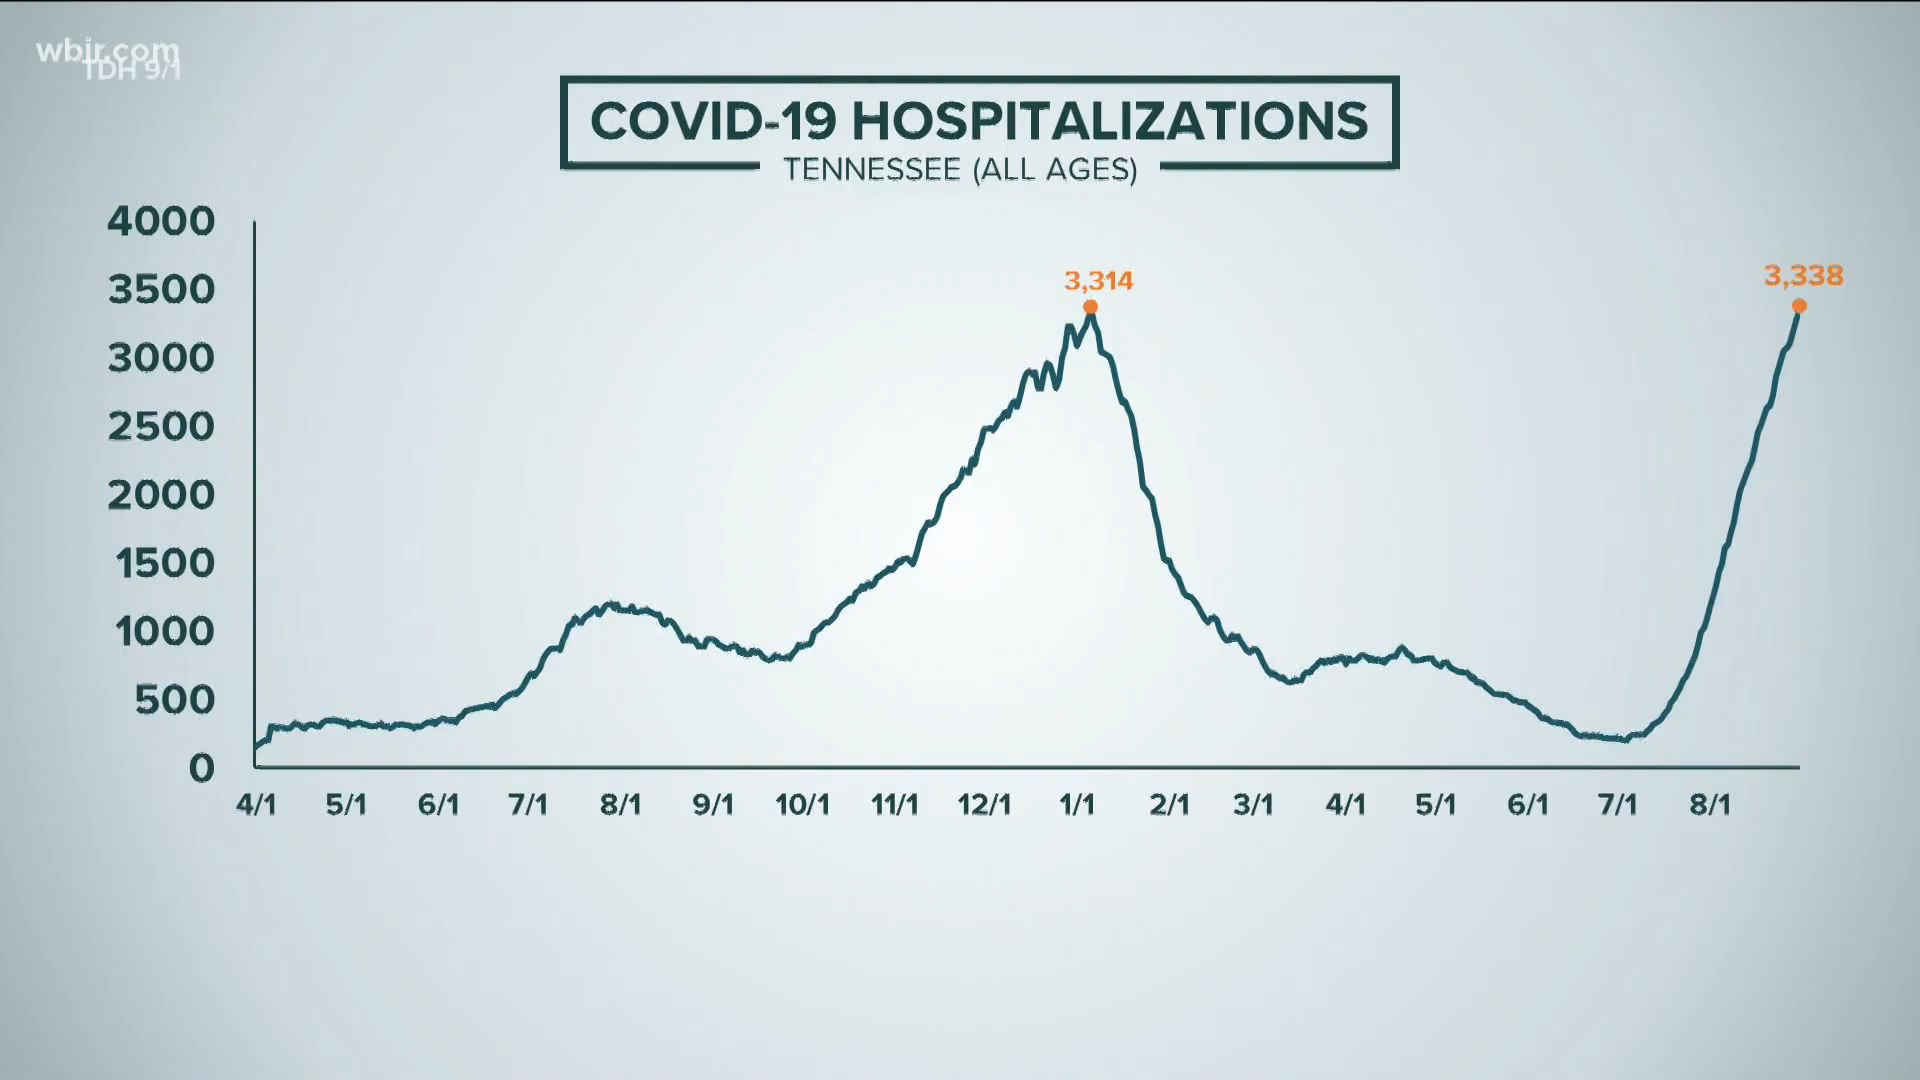 wbir.com
TDH 9/1
COVID-19 HOSPITALIZATIONS
TENNESSEE (ALL AGES)
4000
3500
3000
2500
2000
1500
1000
500
0
3,314
3,338
4/1 5/1 6/1 7/1 8/1 9/1 10/1 11/1 12/1 1/1 2/1 3/1 4/1 5/1 6/1 7/1 8/1